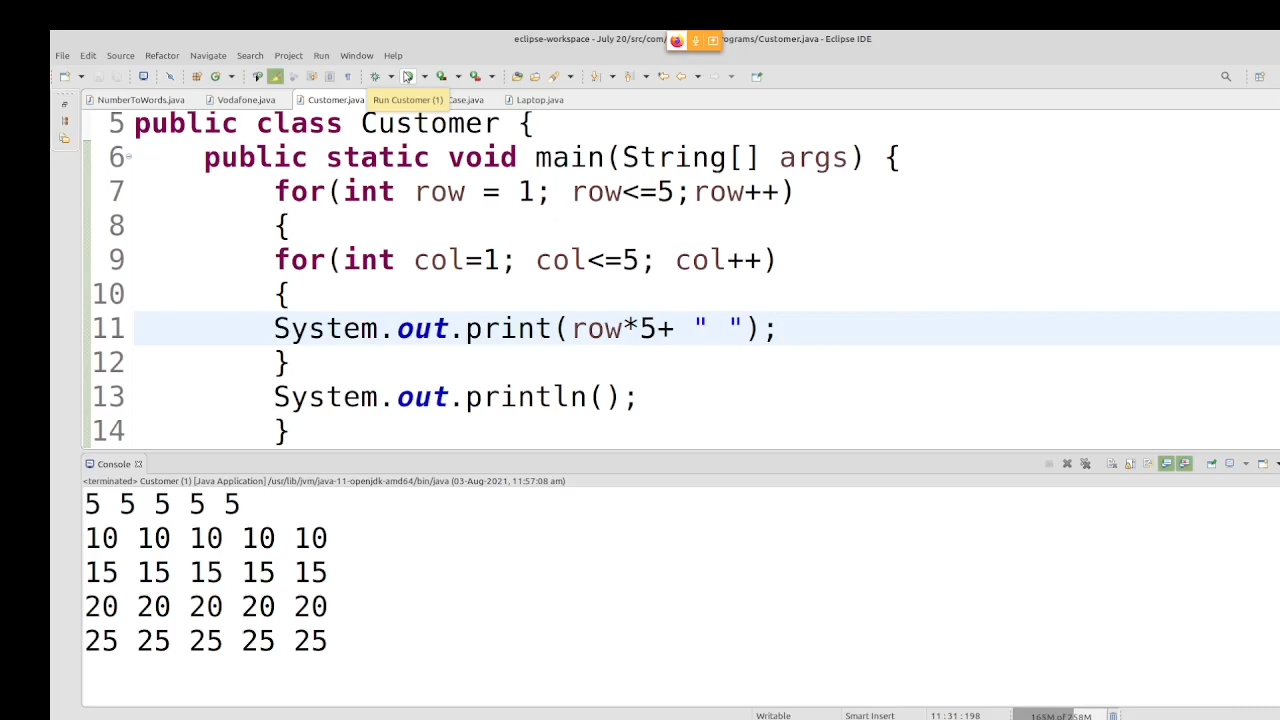 eclipse-workspace - July 20/src/com/ rograms/Customer.java - Eclipse IDE
File Edit Source Refactor Navigate Search Project Run Window Help
NumberToWords.java Vodafone.java Customer.java Case.java Laptop.java
Run Customer (1)
5 public class Customer {
6 public static void main(String[] args) {
7 for(int row = 1; row<=5;row++)
8 {
9 for(int col=1; col<=5; col++)
10 {
11 System.out.print(row*5+ " ");
12 }
13 System.out.println();
14 }
Console
<terminated> Customer (1) [Java Application] /usr/lib/jvm/java-11-openjdk-amd64/bin/java (03-Aug-2021, 11:57:08 am)
5 5 5 5 5
10 10 10 10 10
15 15 15 15 15
20 20 20 20 20
25 25 25 25 25
Writable Smart Insert 11:31:198 165M of 258M